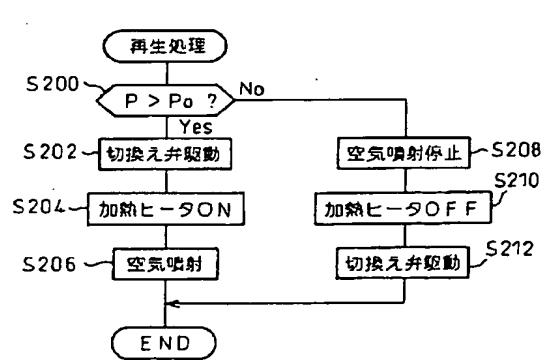 再生処理
S200
P > Po ?
No
Yes
S202
切換え弁駆動
空気噴射停止
S208
S204
加熱ヒータON
加熱ヒータOFF
S210
S206
空気噴射
切換え弁駆動
S212
END